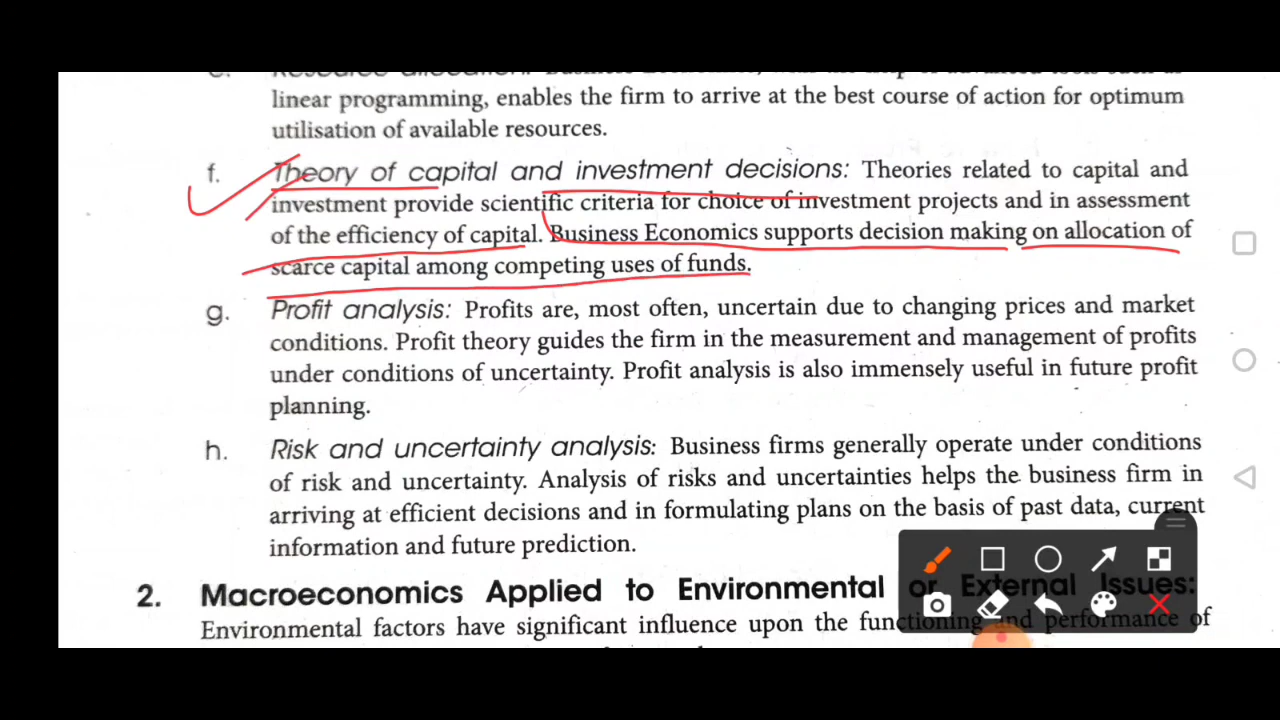 linear programming, enables the firm to arrive at the best course of action for optimum
utilisation of available resources.
f. Theory of capital and investment decisions: Theories related to capital and
investment provide scientific criteria for choice of investment projects and in assessment
of the efficiency of capital. Business Economics supports decision making on allocation of
scarce capital among competing uses of funds.
g. Profit analysis: Profits are, most often, uncertain due to changing prices and market
conditions. Profit theory guides the firm in the measurement and management of profits
under conditions of uncertainty. Profit analysis is also immensely useful in future profit
planning.
h. Risk and uncertainty analysis: Business firms generally operate under conditions
of risk and uncertainty. Analysis of risks and uncertainties helps the business firm in
arriving at efficient decisions and in formulating plans on the basis of past data, current
information and future prediction.
2. Macroeconomics Applied to Environmental or External Issues:
Environmental factors have significant influence upon the functioning and performance of